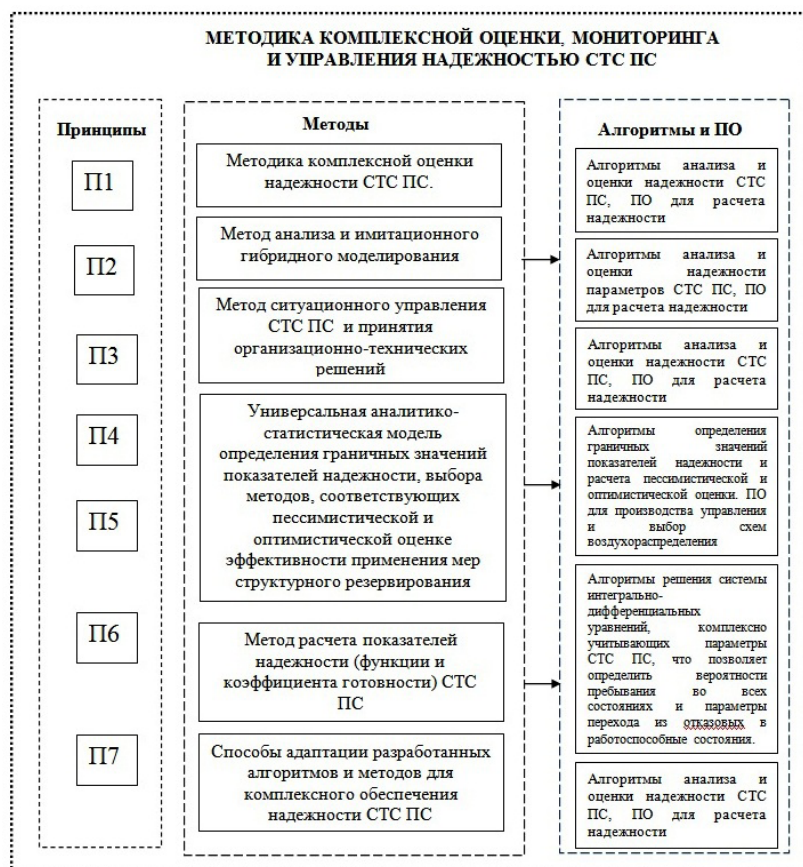 МЕТОДИКА КОМПЛЕКСНОЙ ОЦЕНКИ, МОНИТОРИНГА
И УПРАВЛЕНИЯ НАДЕЖНОСТЬЮ СТС ПС
Принципы
П1
П2
П3
П4
П5
П6
П7
Методы
Методика комплексной оценки
надежности СТС ПС.
Метод анализа и имитационного
гибридного моделирования
Метод ситуационного управления
СТС ПС и принятия
организационно-технических
решений
Универсальная аналитико-
статистическая модель
определения граничных значений
показателей надежности, выбора
методов, соответствующих
пессимистической и
оптимистической оценке
эффективности применения мер
структурного резервирования
Метод расчета показателей
надежности (функции и
коэффициента готовности) СТС
ПС
Способы адаптации разработанных
алгоритмов и методов для
комплексного обеспечения
надежности СТС ПС
Алгоритмы и ПО
Алгоритмы анализа и
оценки надежности СТС
ПС, ПО для расчета
надежности
Алгоритмы анализа и
оценки надежности
параметров СТС ПС, ПО
для расчета надежности
Алгоритмы анализа и
оценки надежности СТС
ПС, ПО для расчета
надежности
Алгоритмы определения
граничных значений
показателей надежности и
расчета пессимистической и
оптимистической оценки. ПО
для производства управления
и выбор схем
воздухораспределения
Алгоритмы решения системы
интегрально-
дифференциальных
уравнений, комплексно
учитывающих параметры
СТС ПС, что позволяет
определить вероятности
пребывания во всех
состояниях и параметры
перехода из отказовых в
работоспособные состояния.
Алгоритмы анализа и
оценки надежности СТС
ПС, ПО для расчета
надежности